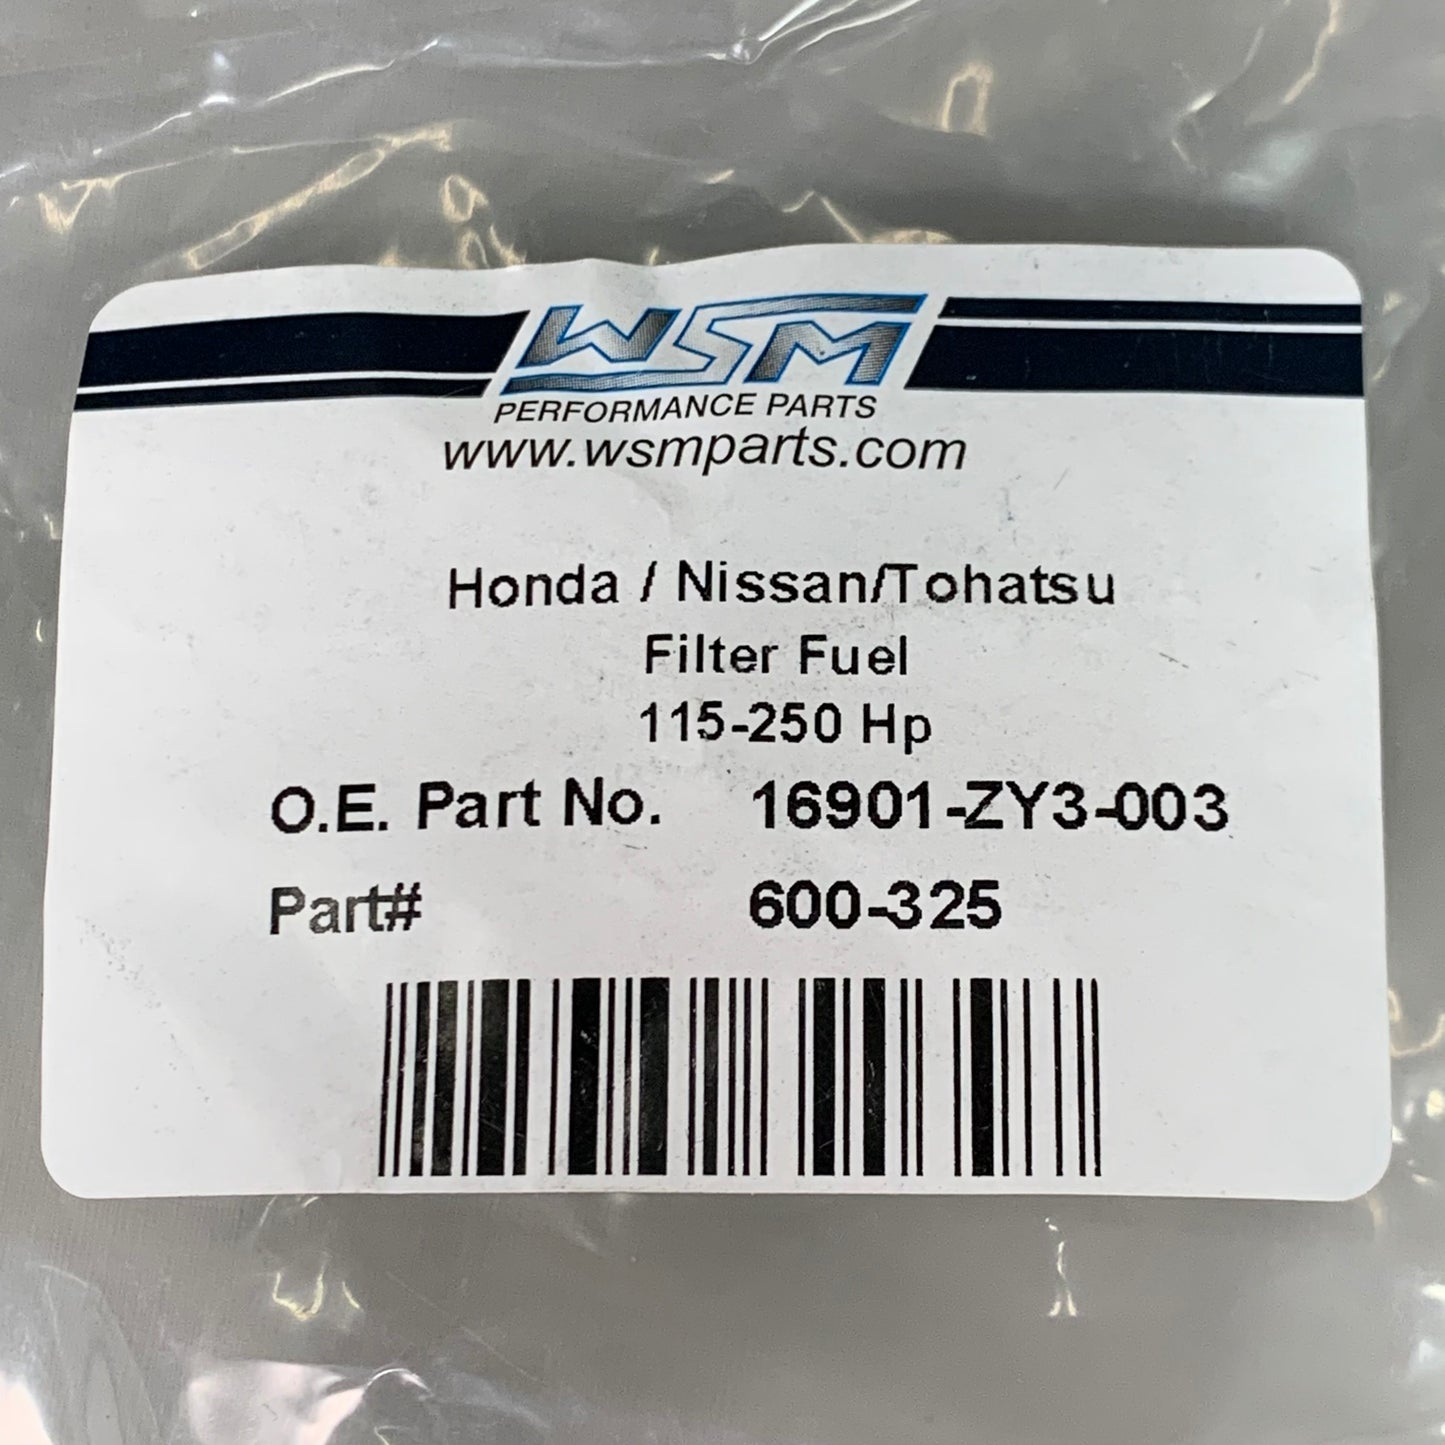 WSM
PERFORMANCE PARTS
www.wsmparts.com
Honda / Nissan/Tohatsu
Filter Fuel
115-250 Hp
O.E. Part No. 16901-ZY3-003
Part# 600-325